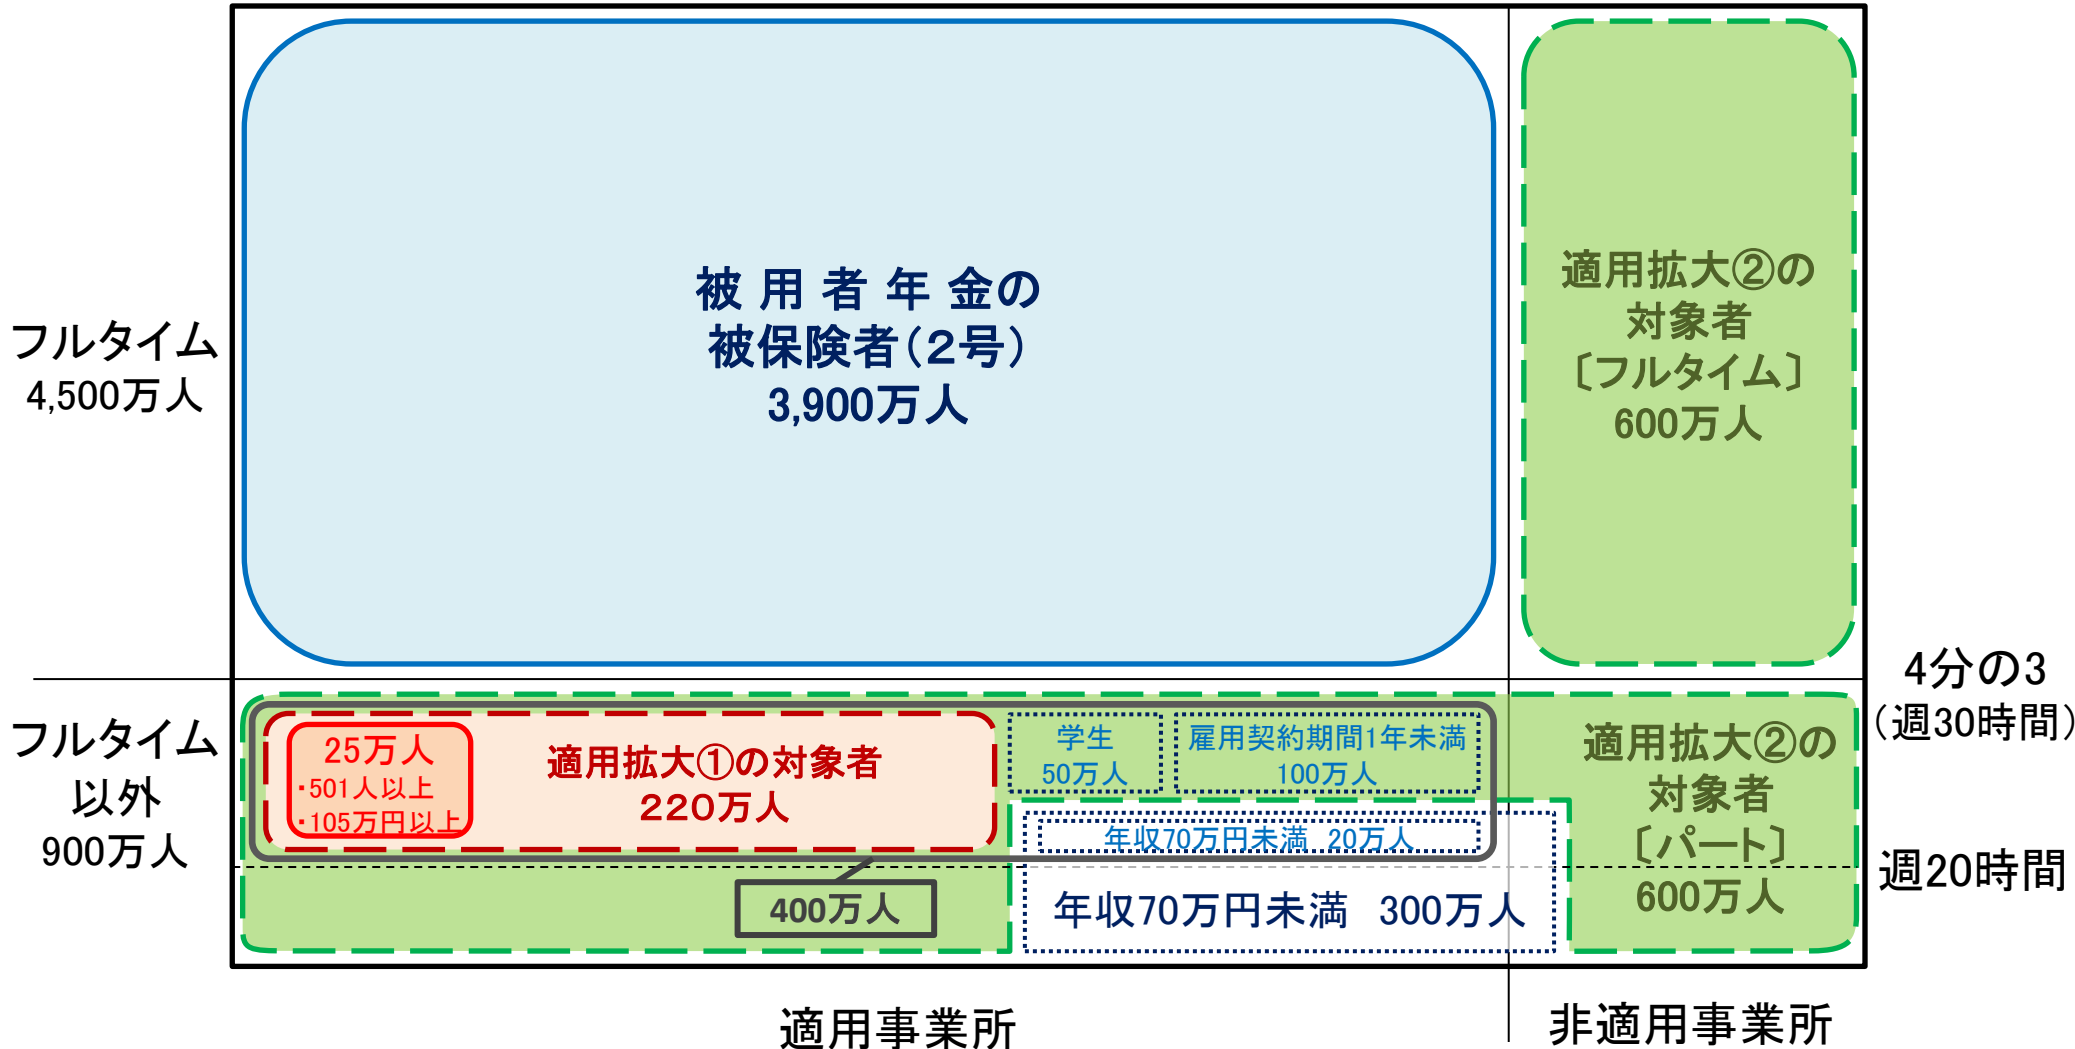 被用者年金の
被保険者(2号)
3,900万人
適用拡大②の
対象者
〔フルタイム〕
600万人
フルタイム
4,500万人
4分の3
(週30時間)
フルタイム
以外
900万人
25万人
・501人以上
・105万円以上
適用拡大①の対象者
220万人
学生
50万人
雇用契約期間1年未満
100万人
年収70万円未満 20万人
適用拡大②の
対象者
〔パート〕
600万人
週20時間
400万人
年収70万円未満 300万人
適用事業所
非適用事業所